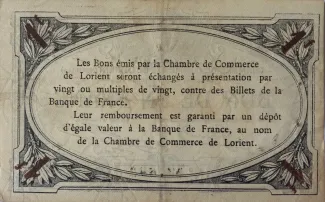 Les Bons émis par la Chambre de Commerce
de Lorient seront échangés à présentation par
vingt ou multiples de vingt, contre des Billets de la
Banque de France.
Leur remboursement est garanti par un dépôt
d'égale valeur à la Banque de France, au nom
de la Chambre de Commerce de Lorient.